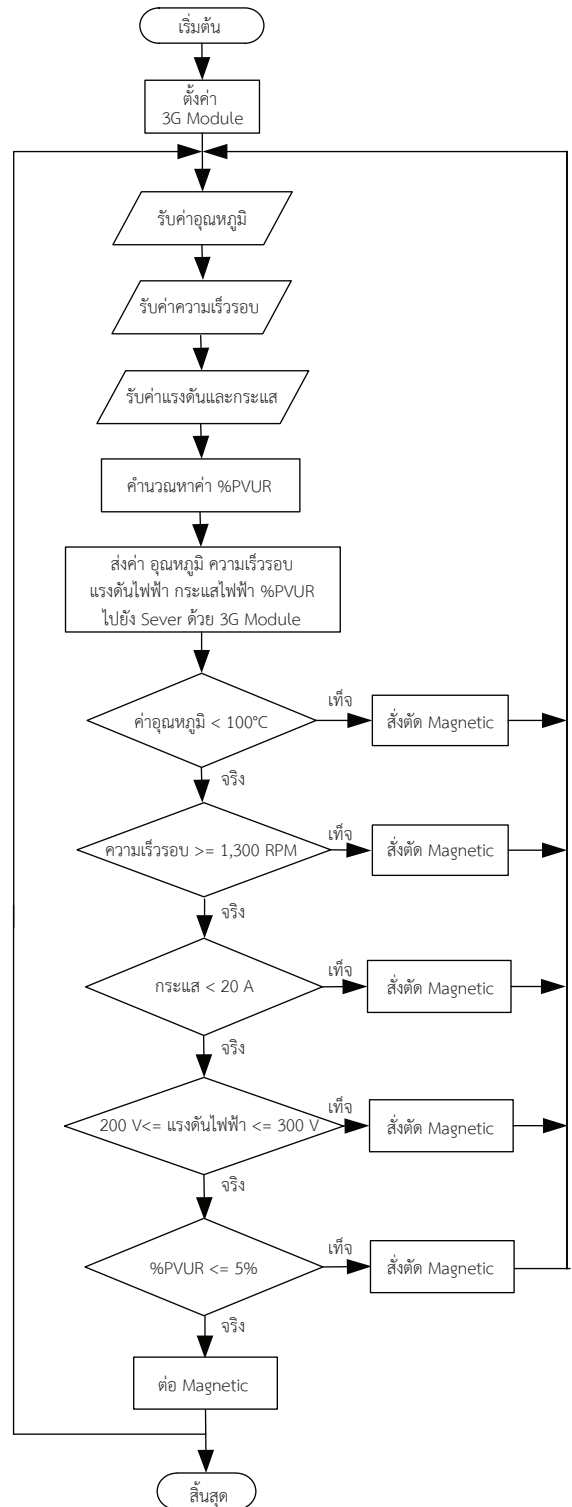 เริ่มต้น
ตั้งค่า
3G Module
รับค่าอุณหภูมิ
รับค่าความเร็วรอบ
รับค่าแรงดันและกระแส
คำนวณหาค่า %PVUR
ส่งค่า อุณหภูมิ ความเร็วรอบ
แรงดันไฟฟ้า กระแสไฟฟ้า %PVUR
ไปยัง Sever ด้วย 3G Module
ค่าอุณหภูมิ < 100°C
เท็จ
สั่งตัด Magnetic
จริง
ความเร็วรอบ >= 1,300 RPM
เท็จ
สั่งตัด Magnetic
จริง
กระแส < 20 A
เท็จ
สั่งตัด Magnetic
จริง
200 V<= แรงดันไฟฟ้า <= 300 V
เท็จ
สั่งตัด Magnetic
จริง
%PVUR <= 5%
เท็จ
สั่งตัด Magnetic
จริง
ต่อ Magnetic
สิ้นสุด